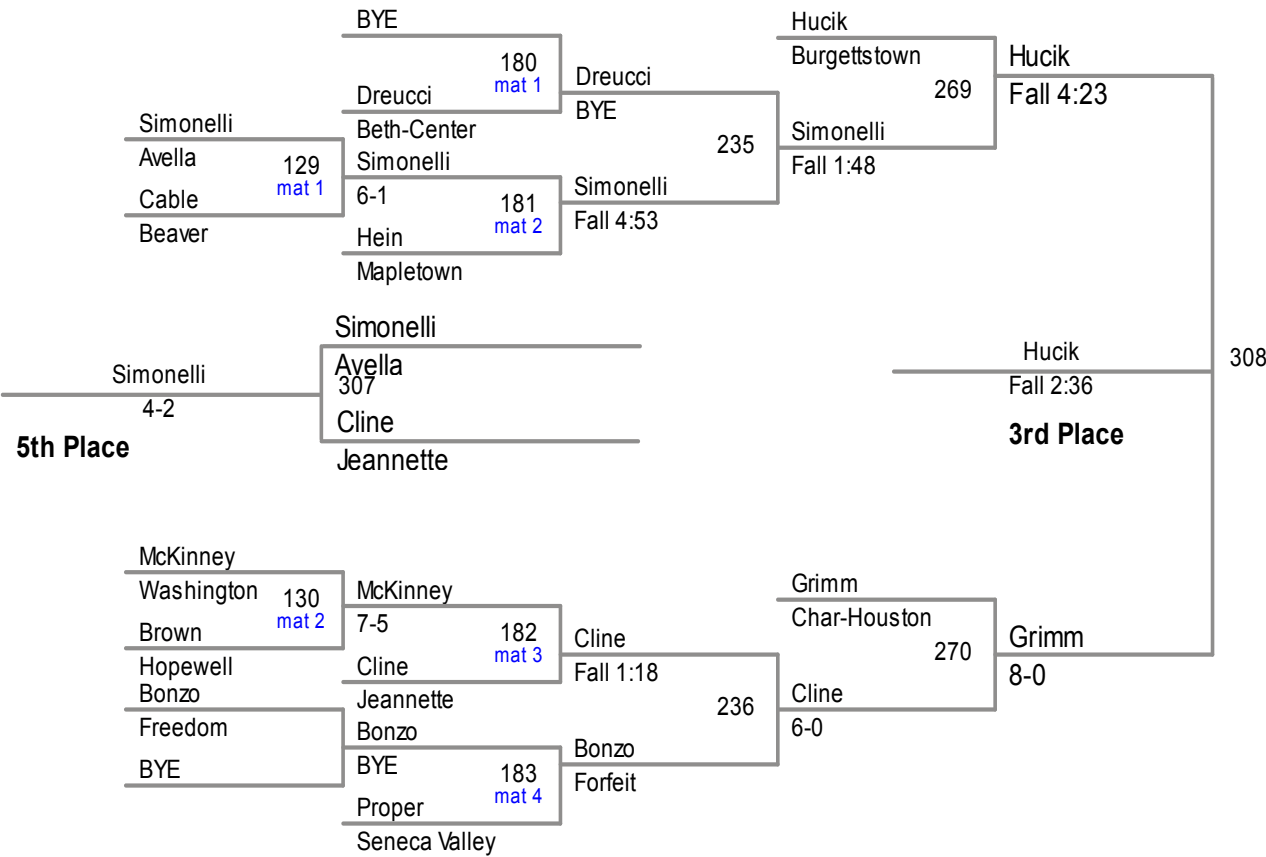 BYE
Hucik
180
mat 1
Burgettstown
Hucik
Dreucci
Dreucci
269
Fall 4:23
Beth-Center
BYE
Simonelli
Simonelli
235
Simonelli
Avella
129
mat 1
Simonelli
Fall 1:48
Cable
6-1
181
mat 2
Simonelli
Beaver
Hein
Fall 4:53
Mapletown
Simonelli
Avella
307
Simonelli
4-2
Cline
5th Place
Jeannette
Hucik
308
Fall 2:36
3rd Place
McKinney
Washington
130
mat 2
McKinney
Grimm
Brown
7-5
182
mat 3
Cline
Char-Houston
Hopewell
Cline
Fall 1:18
270
Grimm
Bonzo
Jeannette
8-0
Freedom
Bonzo
236
Cline
BYE
BYE
183
mat 4
Bonzo
6-0
Proper
Forfeit
Seneca Valley